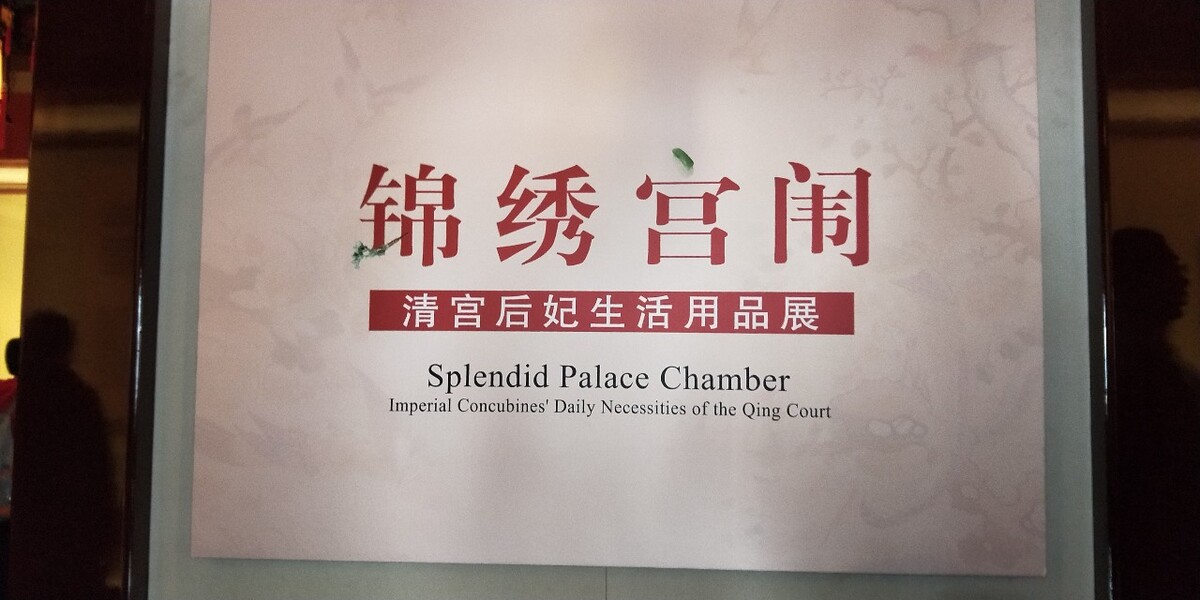 锦绣宫闱
清宫后妃生活用品展
Splendid Palace Chamber
Imperial Concubines' Daily Necessities of the Qing Court